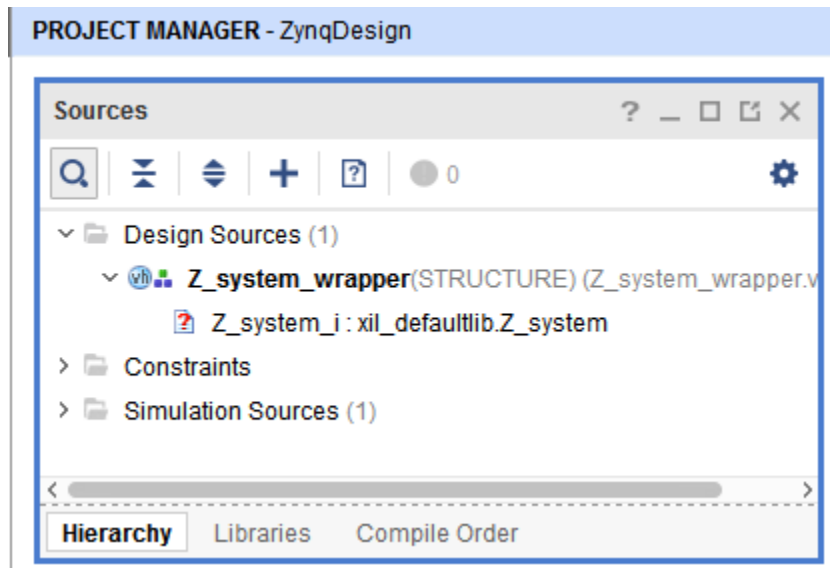 PROJECT MANAGER - ZynqDesign
Sources
? 
0
Design Sources (1)
vh Z_system_wrapper(STRUCTURE) (Z_system_wrapper.v
? Z_system_i : xil_defaultlib.Z_system
Constraints
Simulation Sources (1)
Hierarchy Libraries Compile Order